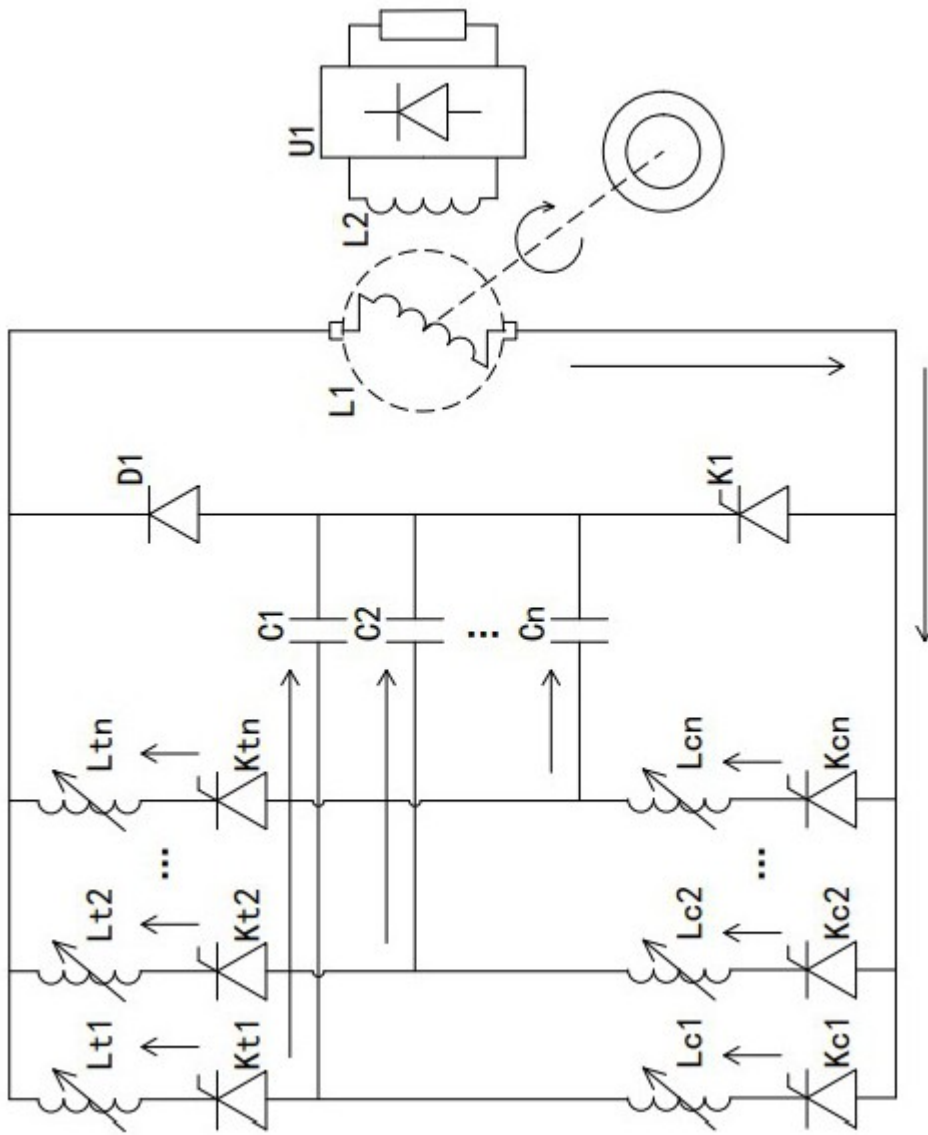 U1
L2
L1
D1
K1
C1
C2
...
Cn
Ltn
Ktn
Lcn
Kcn
...
...
Lt2
Kt2
Lc2
Kc2
Lt1
Kt1
Lc1
Kc1